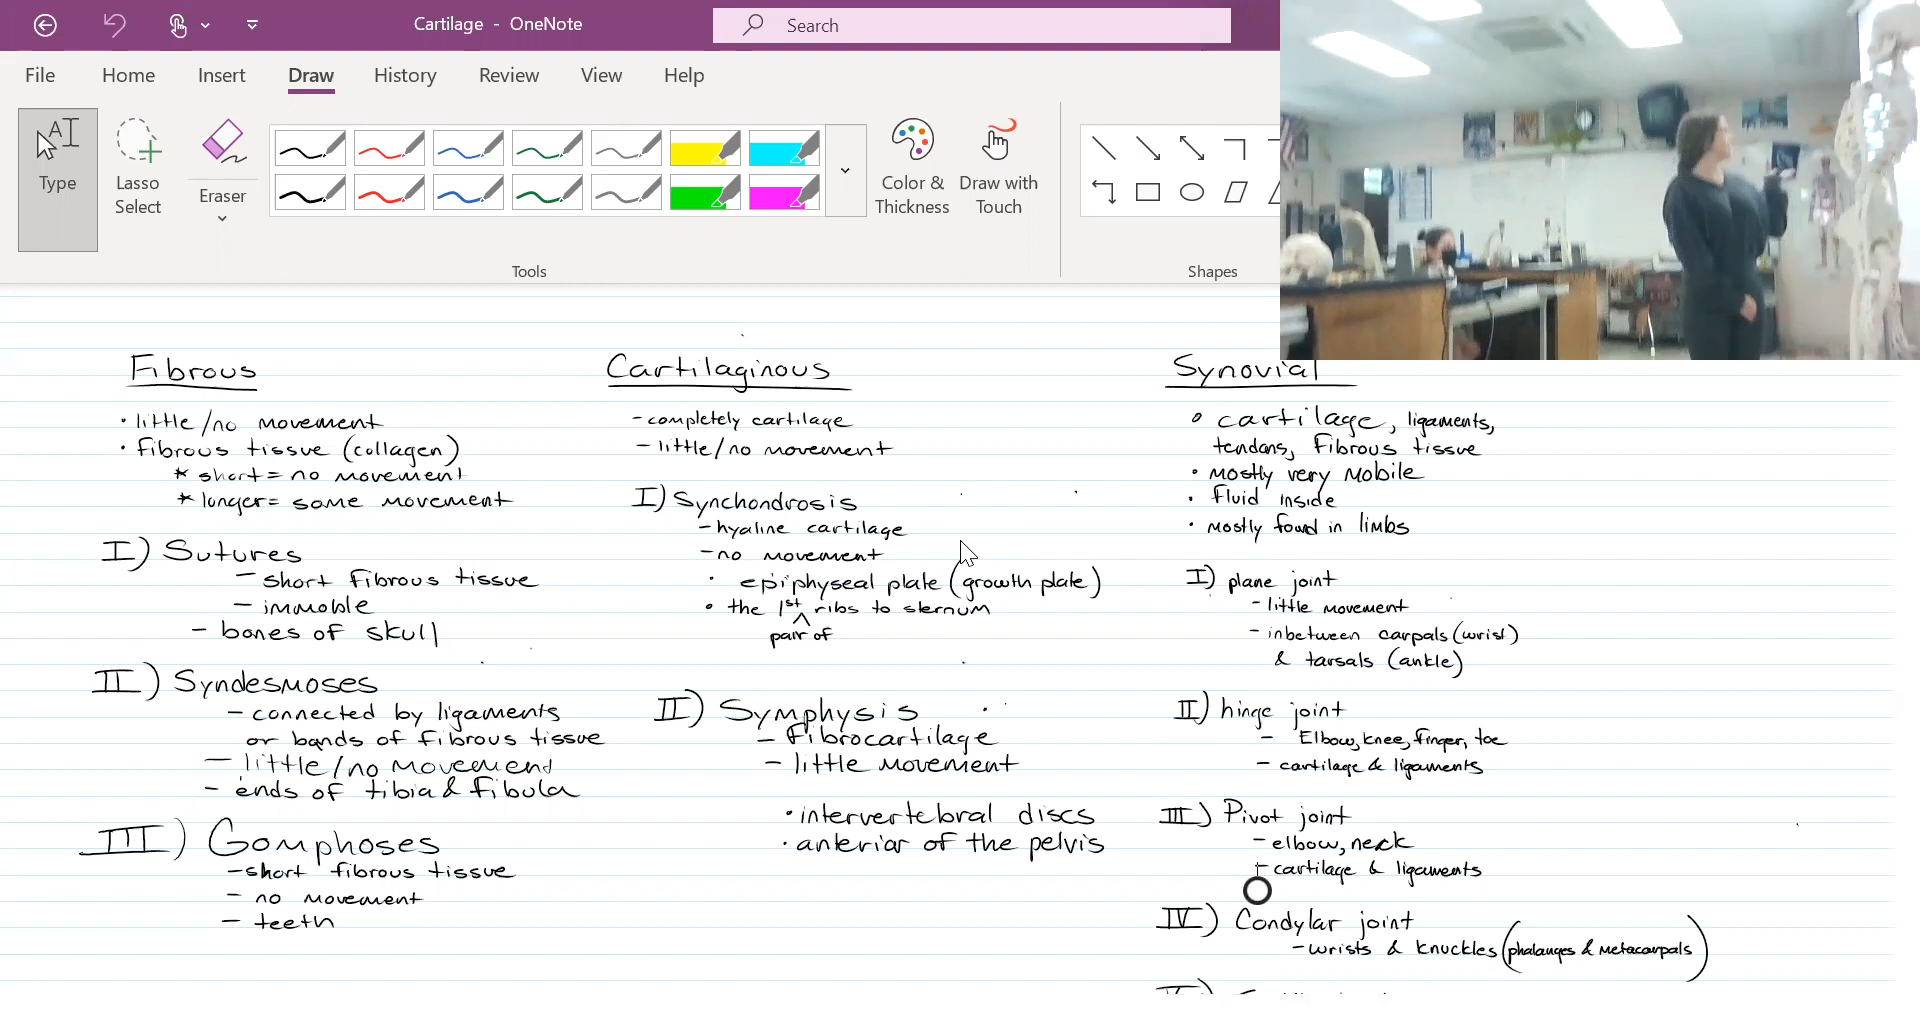 Cartilage - OneNote
Search
File Home Insert Draw History Review View Help
Type
Lasso Select
Eraser
Color & Thickness
Draw with Touch
Tools
Shapes
Fibrous
• little/no movement
• Fibrous tissue (collagen)
* short = no movement
* longer = some movement
I) Sutures
- short fibrous tissue
- immoble
- bones of skull
II) Syndesmoses
- connected by ligaments
or bands of fibrous tissue
- little/no movement
- ends of tibia & fibula
III) Gomphoses
- short fibrous tissue
- no movement
- teeth
Cartilaginous
- completely cartilage
- little/no movement
I) Synchondrosis
- hyaline cartilage
- no movement
• epiphyseal plate (growth plate)
• the 1st ^ ribs to sternum
pair of
II) Symphysis
- Fibrocartilage
- little movement
• intervertebral discs
• anterior of the pelvis
Synovial
• cartilage, ligaments,
tendons, Fibrous tissue
• mostly very mobile
• Fluid inside
• mostly found in limbs
I) plane joint
- little movement
- inbetween carpals (wrist)
& tarsals (ankle)
II) hinge joint
- Elbow, knee, finger, toe
- cartilage & ligaments
III) Pivot joint
- elbow, neck
- cartilage & ligaments
IV) Condylar joint
- wrists & knuckles (phalanges & metacarpals)